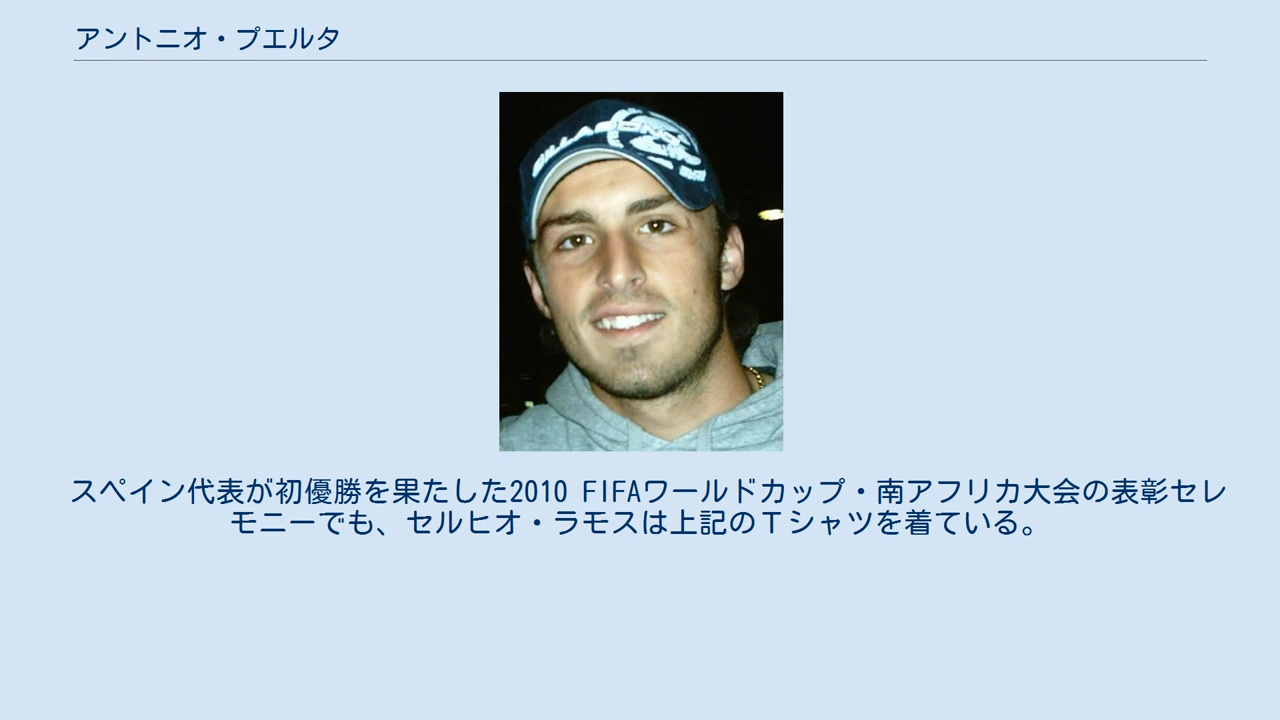 アントニオ・プエルタ
BILLABONG
スペイン代表が初優勝を果たした2010 FIFAワールドカップ・南アフリカ大会の表彰セレ
モニーでも、セルヒオ・ラモスは上記のＴシャツを着ている。